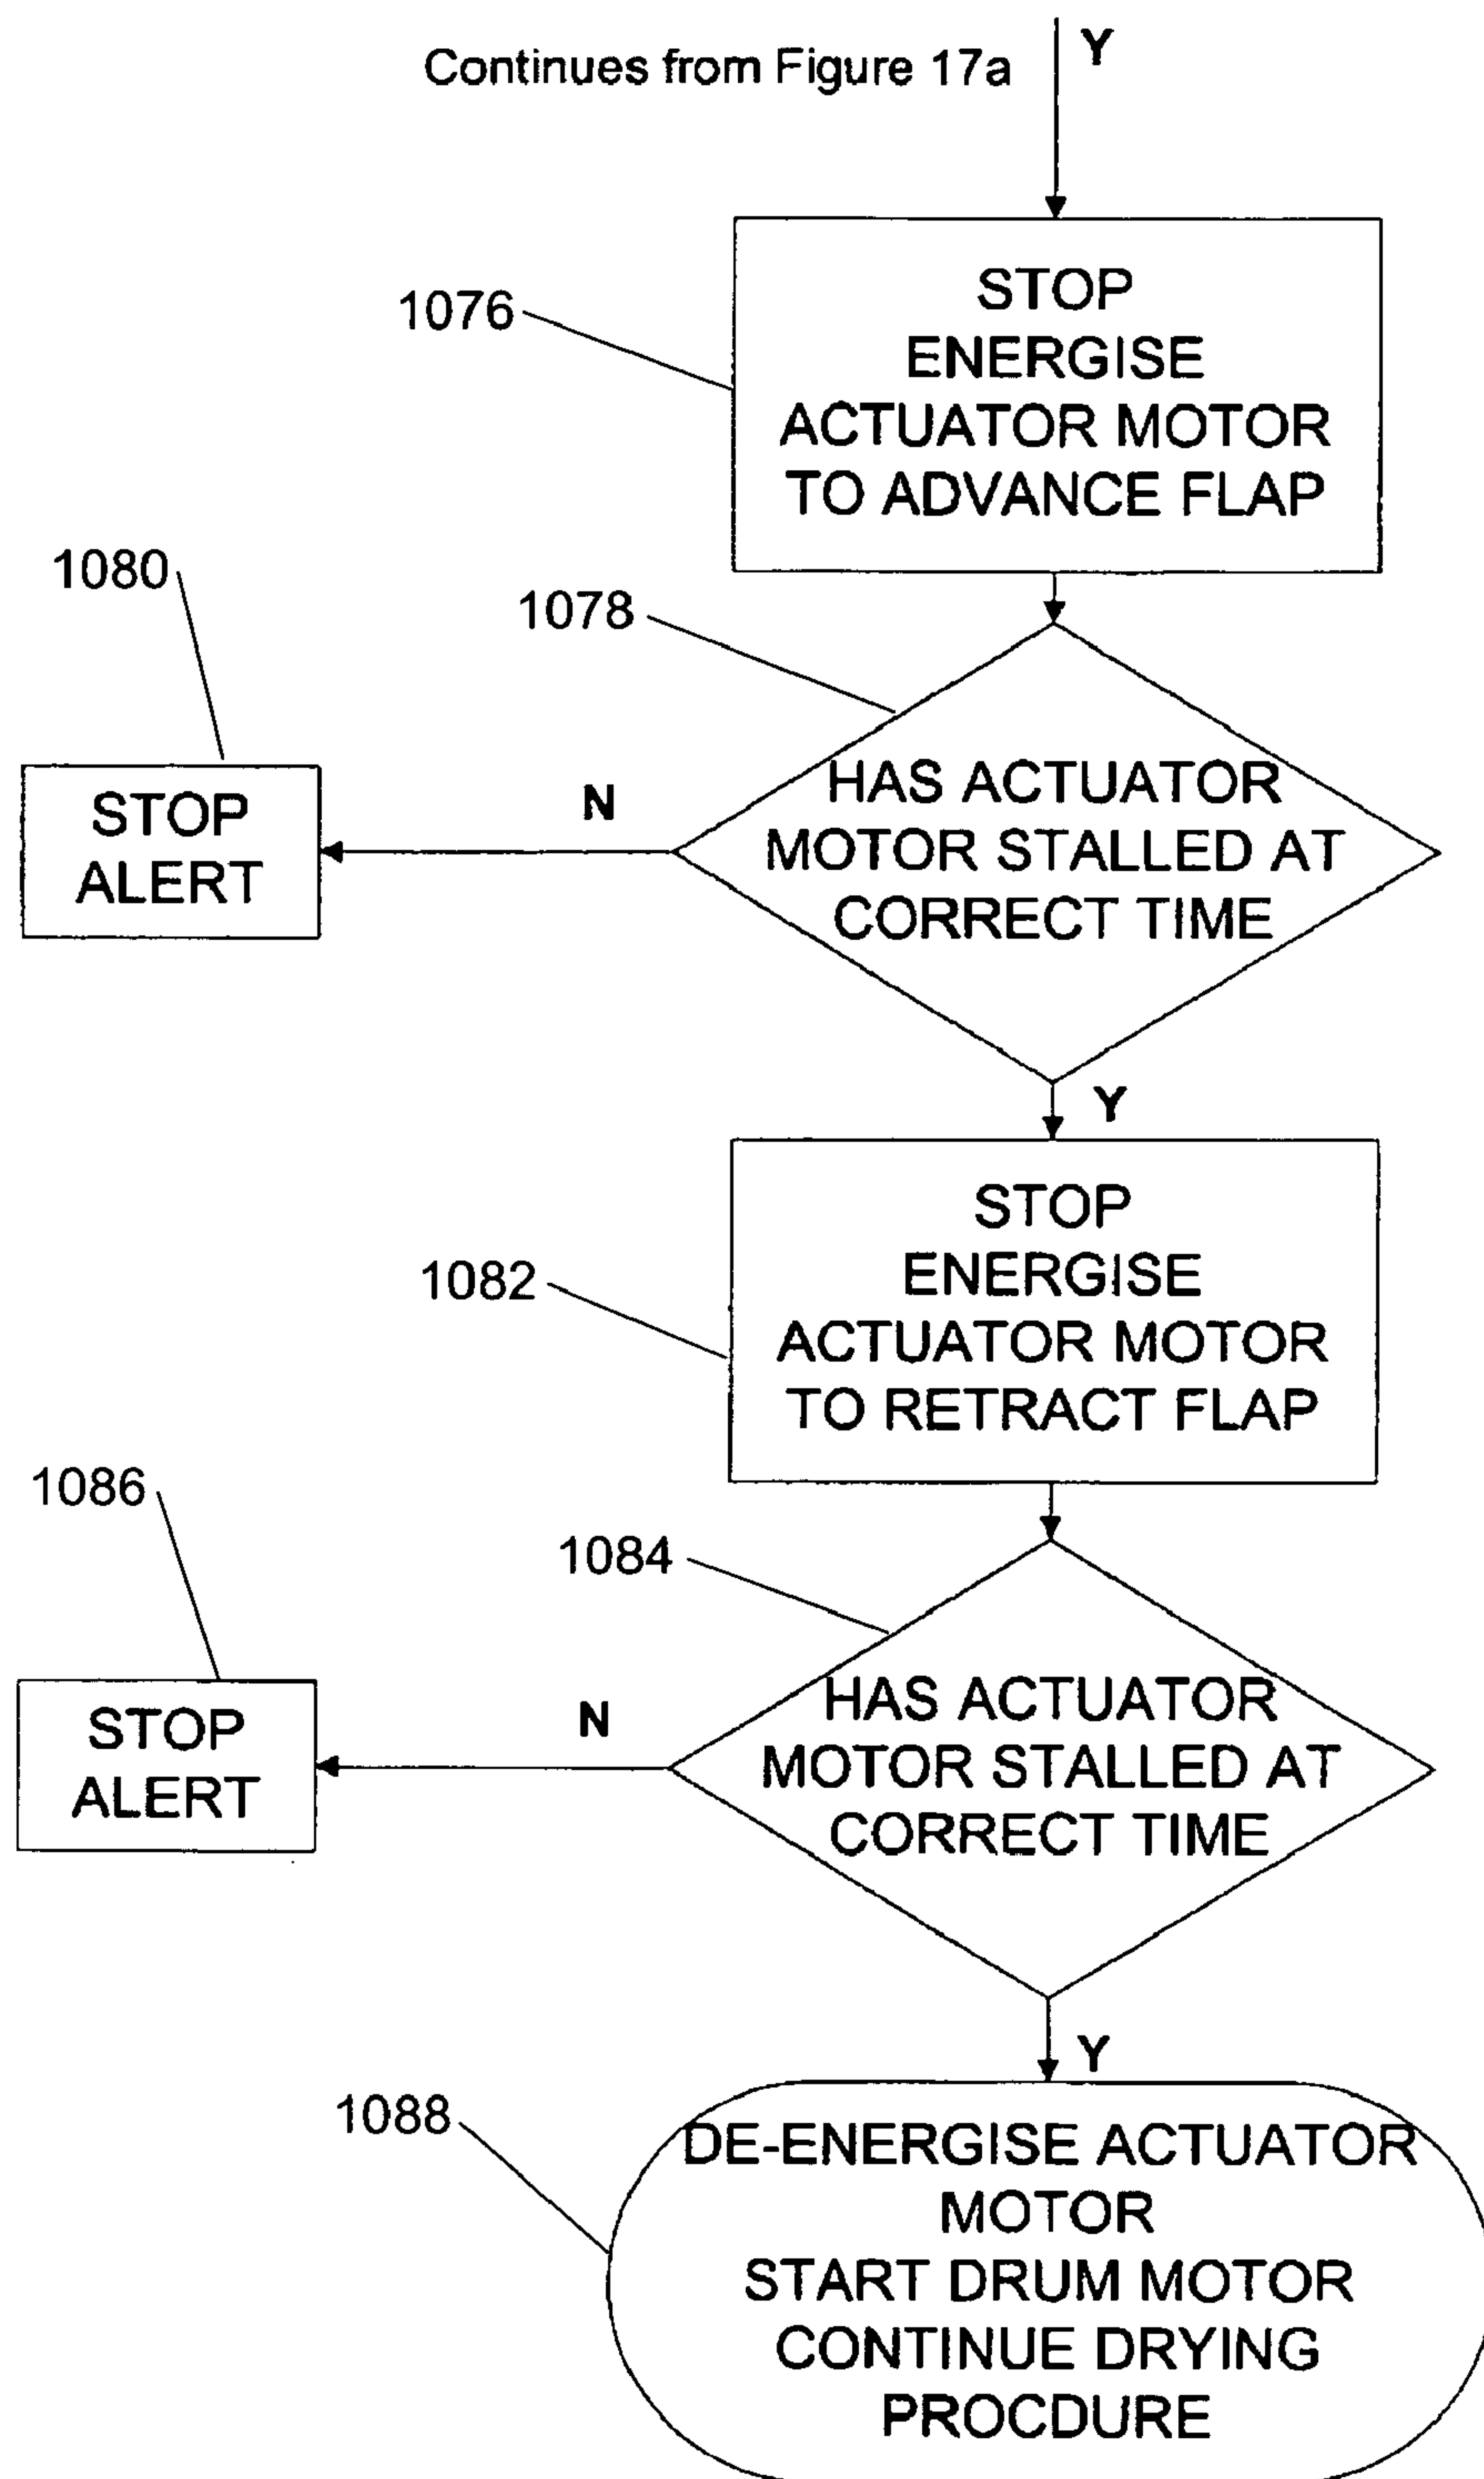 Continues from Figure 17a
Y
1076
STOP
ENERGISE
ACTUATOR MOTOR
TO ADVANCE FLAP
1080
1078
STOP
ALERT
N
HAS ACTUATOR
MOTOR STALLED AT
CORRECT TIME
Y
1082
STOP
ENERGISE
ACTUATOR MOTOR
TO RETRACT FLAP
1086
1084
STOP
ALERT
N
HAS ACTUATOR
MOTOR STALLED AT
CORRECT TIME
Y
1088
DE-ENERGISE ACTUATOR
MOTOR
START DRUM MOTOR
CONTINUE DRYING
PROCDURE